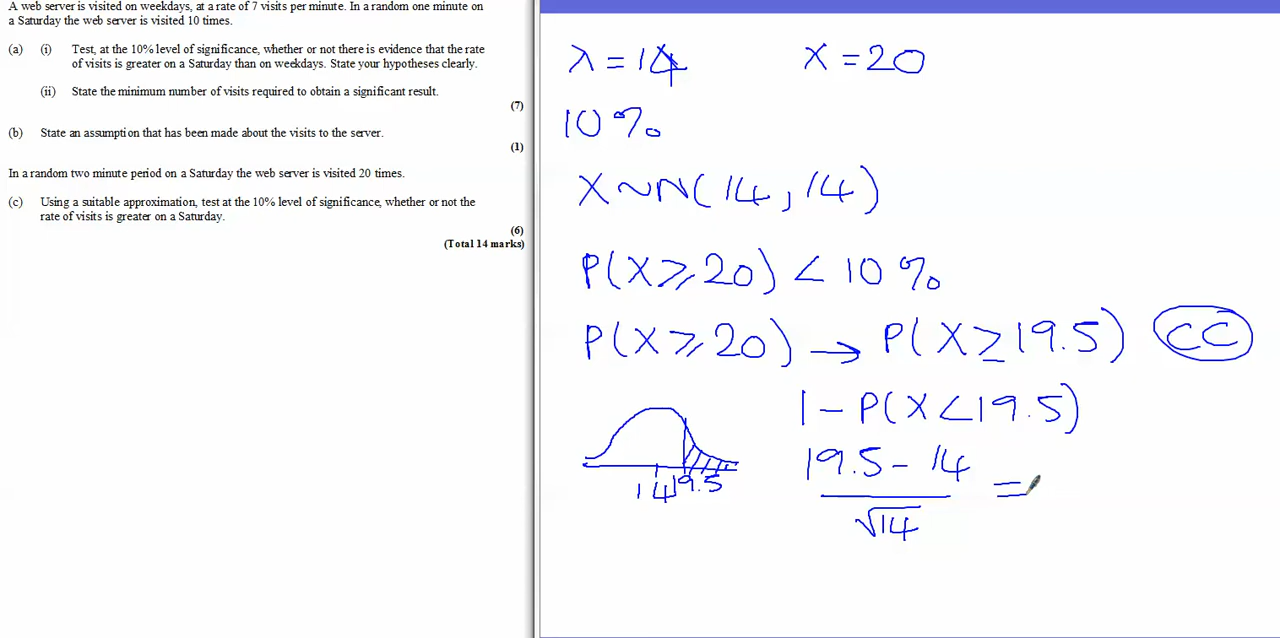 A web server is visited on weekdays, at a rate of 7 visits per minute. In a random one minute on
a Saturday the web server is visited 10 times.
(a) (i) Test, at the 10% level of significance, whether or not there is evidence that the rate
of visits is greater on a Saturday than on weekdays. State your hypotheses clearly.
(ii) State the minimum number of visits required to obtain a significant result.
(7)
(b) State an assumption that has been made about the visits to the server.
(1)
In a random two minute period on a Saturday the web server is visited 20 times.
(c) Using a suitable approximation, test at the 10% level of significance, whether or not the
rate of visits is greater on a Saturday.
(6)
(Total 14 marks)
λ = 14 X = 20
10%
X ~ N(14, 14)
P(X ≥ 20) < 10%
P(X ≥ 20) → P(X ≥ 19.5) CC
1 - P(X < 19.5)
19.5 - 14 =
√14
14 19.5